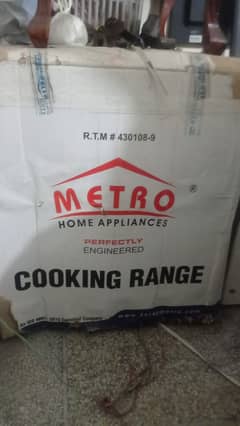 R.T.M # 430108-9
METRO ®
HOME APPLIANCES
PERFECTLY
ENGINEERED
COOKING RANGE